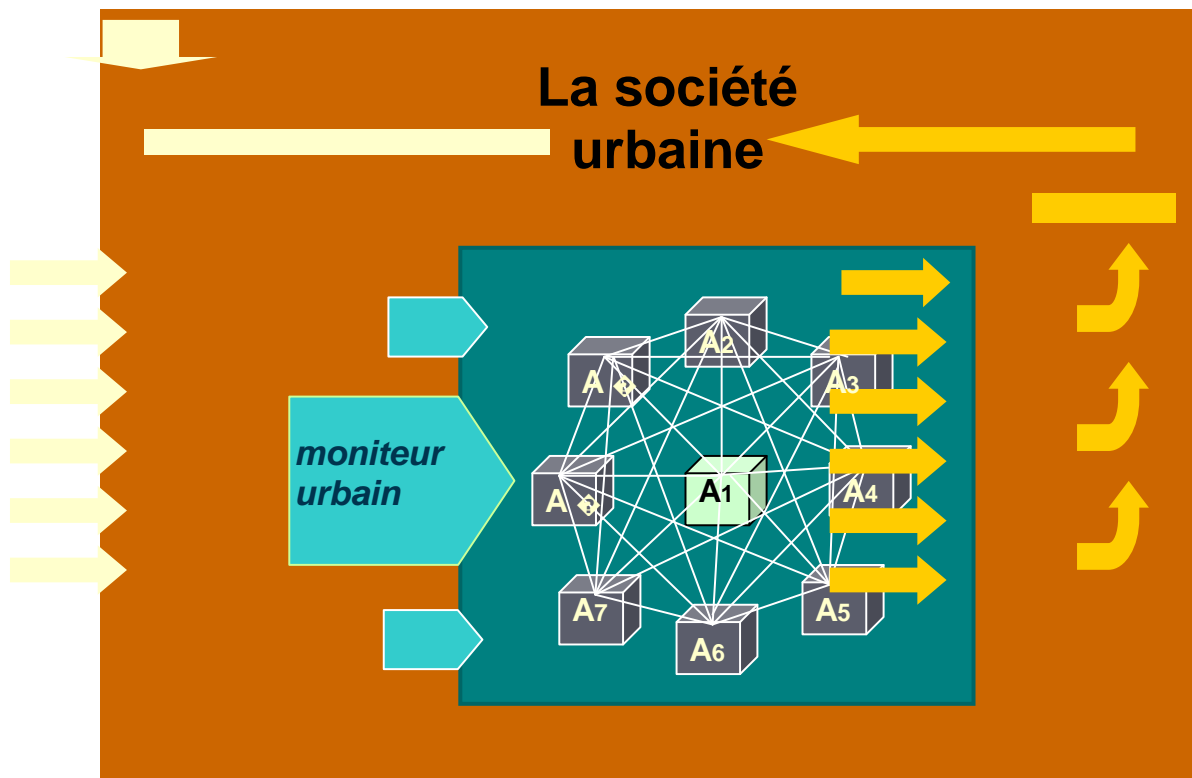 La société
urbaine
A2
A �
A3
moniteur
urbain
A �
A1
A4
A7
A5
A6